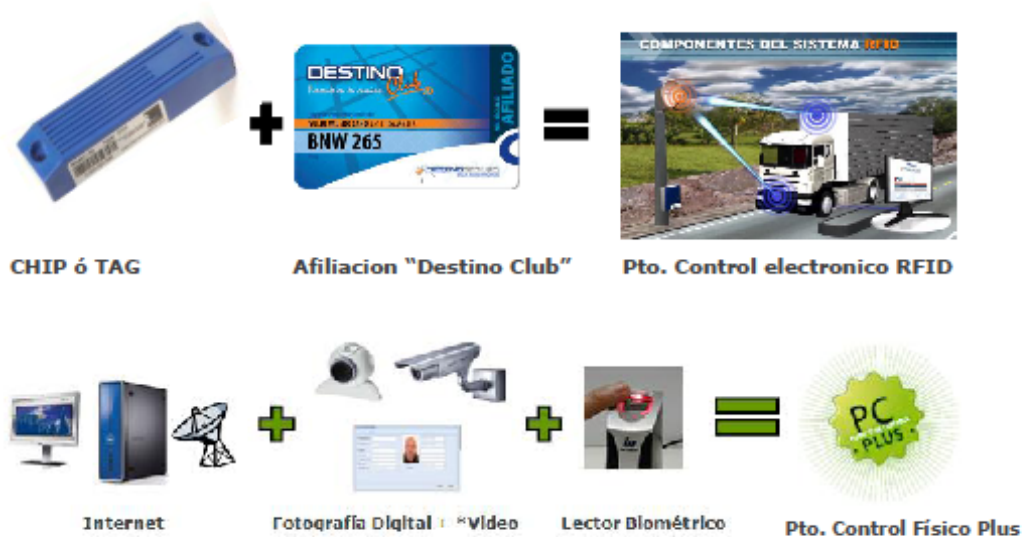 COMPONENTES DEL SISTEMA RFID
DESTINO
Club
AFILIADO
BNW 265
CHIP ó TAG
Afiliacion “Destino Club”
Pto. Control electronico RFID
PC
PLUS
Internet
Fotografía Digital + *Video
Lector Biométrico
Pto. Control Físico Plus